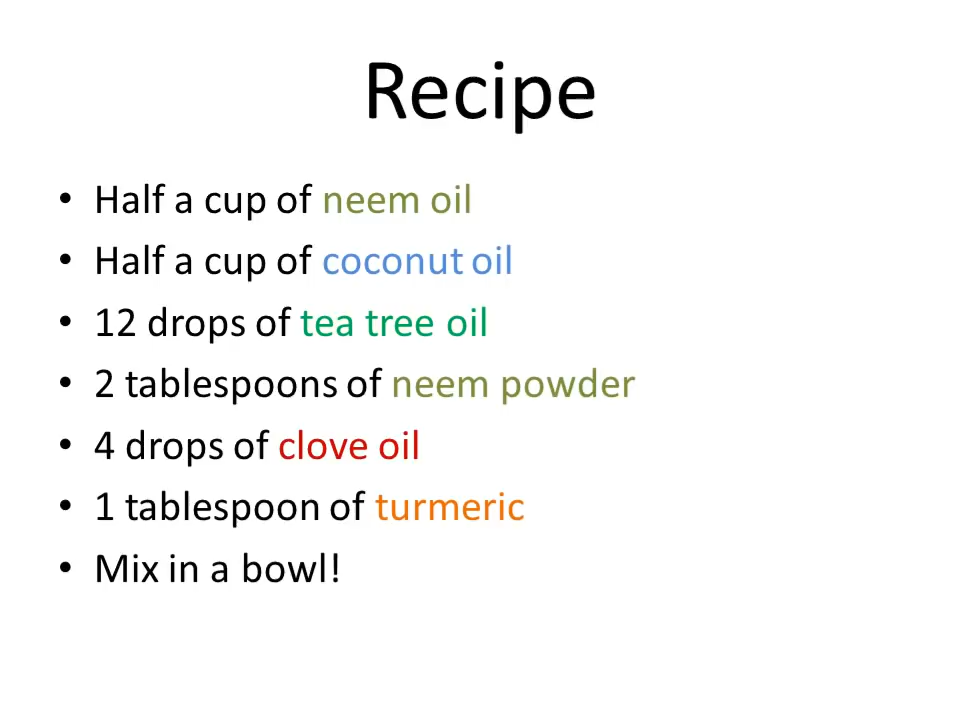 Recipe
• Half a cup of neem oil
• Half a cup of coconut oil
• 12 drops of tea tree oil
• 2 tablespoons of neem powder
• 4 drops of clove oil
• 1 tablespoon of turmeric
• Mix in a bowl!